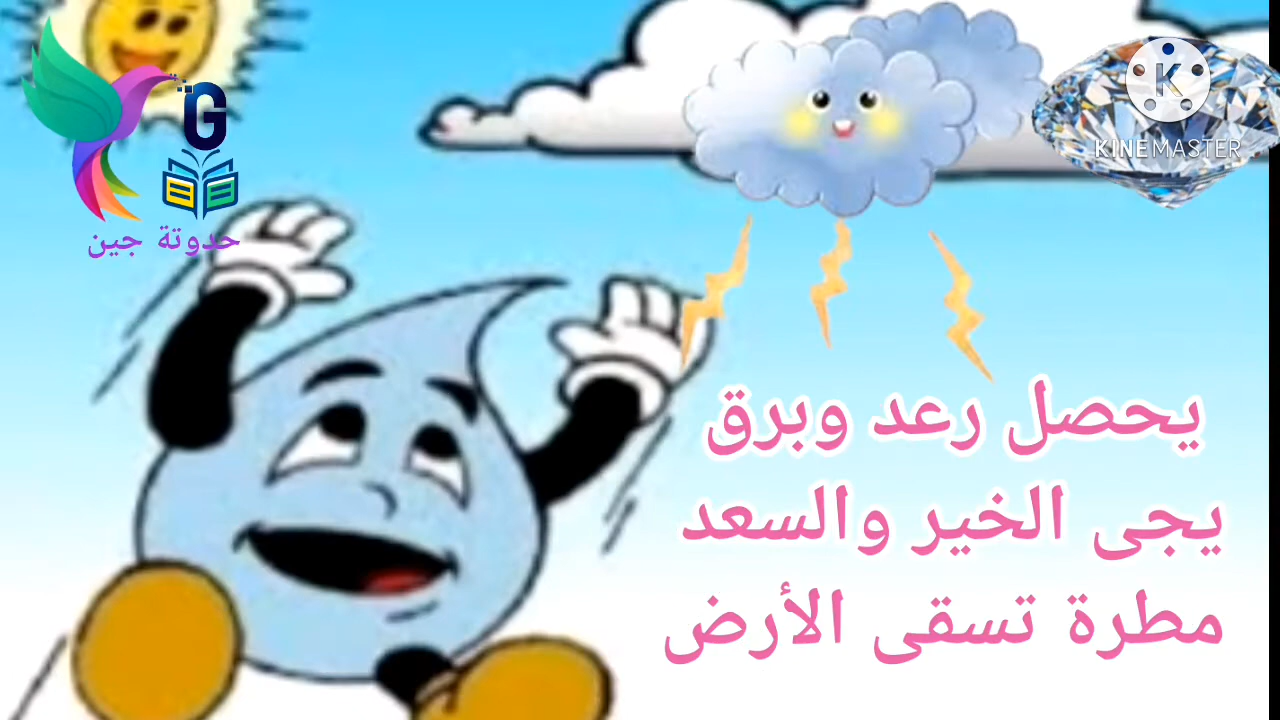 G
حدوتة جين
K
KINEMASTER
يحصل رعد وبرق
يجى الخير والسعد
مطرة تسقى الأرض